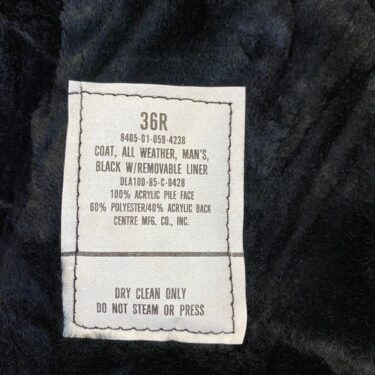 36R
8405-01-059-4238
COAT, ALL WEATHER, MAN'S,
BLACK W/REMOVABLE LINER
DLA100-85-C-0428
100% ACRYLIC PILE FACE
60% POLYESTER/40% ACRYLIC BACK
CENTRE MFG. CO., INC.
DRY CLEAN ONLY
DO NOT STEAM OR PRESS